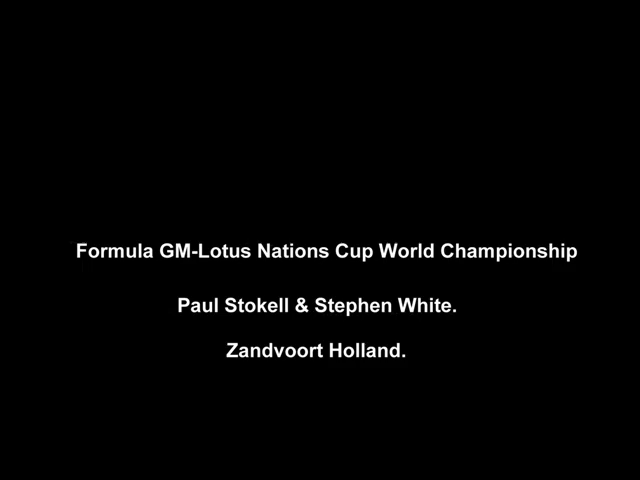 Formula GM-Lotus Nations Cup World Championship
Paul Stokell & Stephen White.
Zandvoort Holland.